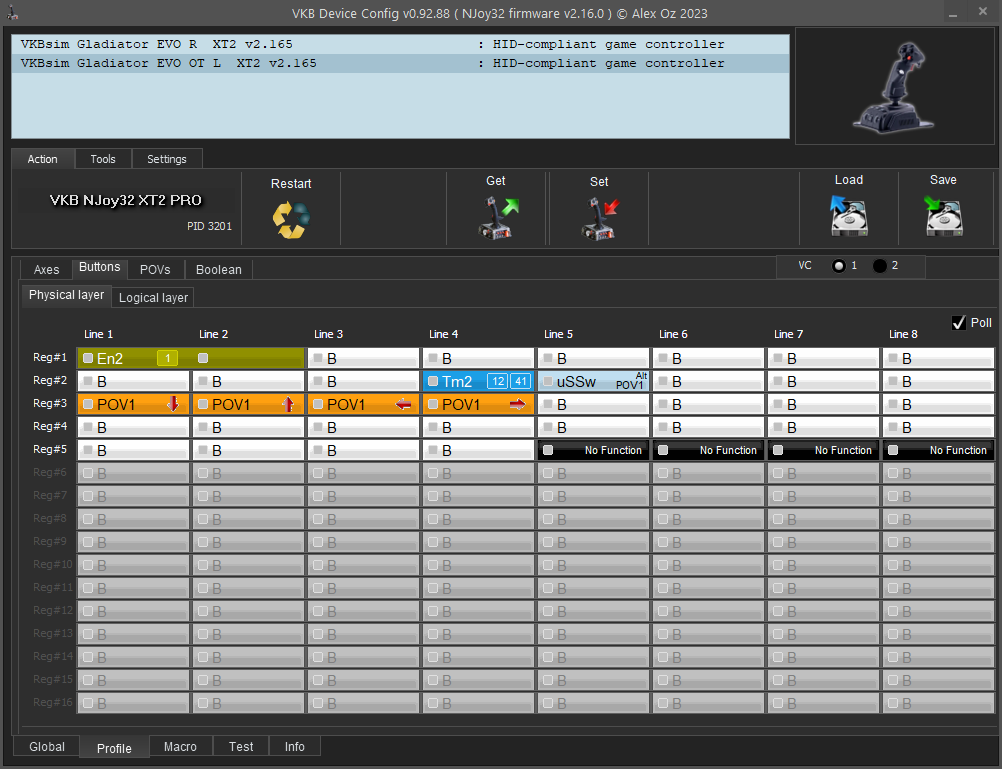 VKB Device Config v0.92.88 ( NJoy32 firmware v2.16.0 ) © Alex Oz 2023
VKBsim Gladiator EVO R  XT2 v2.165 : HID-compliant game controller
VKBsim Gladiator EVO OT L  XT2 v2.165 : HID-compliant game controller
Action Tools Settings
VKB NJoy32 XT2 PRO
PID 3201
Restart Get Set Load Save
Axes Buttons POVs Boolean VC 1 2
Physical layer Logical layer
Poll
Line 1 Line 2 Line 3 Line 4 Line 5 Line 6 Line 7 Line 8
Reg#1 En2 1 B B B B B B
Reg#2 B B B Tm2 12 41 uSSw Alt POV1 B B B
Reg#3 POV1 POV1 POV1 POV1 B B B B
Reg#4 B B B B B B B B
Reg#5 B B B B No Function No Function No Function No Function
Reg#6 B B B B B B B B
Reg#7 B B B B B B B B
Reg#8 B B B B B B B B
Reg#9 B B B B B B B B
Reg#10 B B B B B B B B
Reg#11 B B B B B B B B
Reg#12 B B B B B B B B
Reg#13 B B B B B B B B
Reg#14 B B B B B B B B
Reg#15 B B B B B B B B
Reg#16 B B B B B B B B
Global Profile Macro Test Info